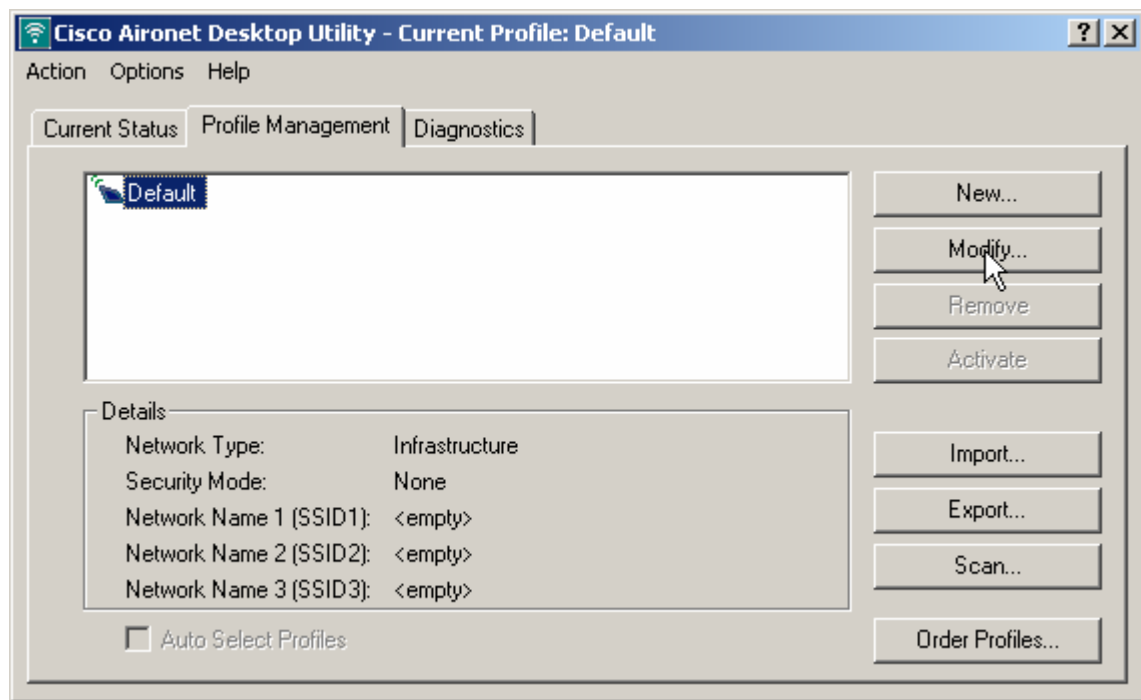 Cisco Aironet Desktop Utility - Current Profile: Default
Action Options Help
Current Status Profile Management Diagnostics
Default
New...
Modify...
Remove
Activate
Details
Network Type: Infrastructure
Security Mode: None
Network Name 1 (SSID1): <empty>
Network Name 2 (SSID2): <empty>
Network Name 3 (SSID3): <empty>
Import...
Export...
Scan...
Auto Select Profiles
Order Profiles...